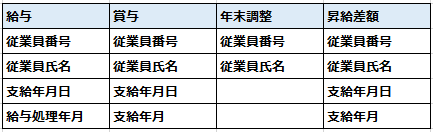 給与 賞与 年末調整 昇給差額
従業員番号 従業員番号 従業員番号 従業員番号
従業員氏名 従業員氏名 従業員氏名 従業員氏名
支給年月日 支給年月日 支給年月日
給与処理年月 支給年月 支給年月